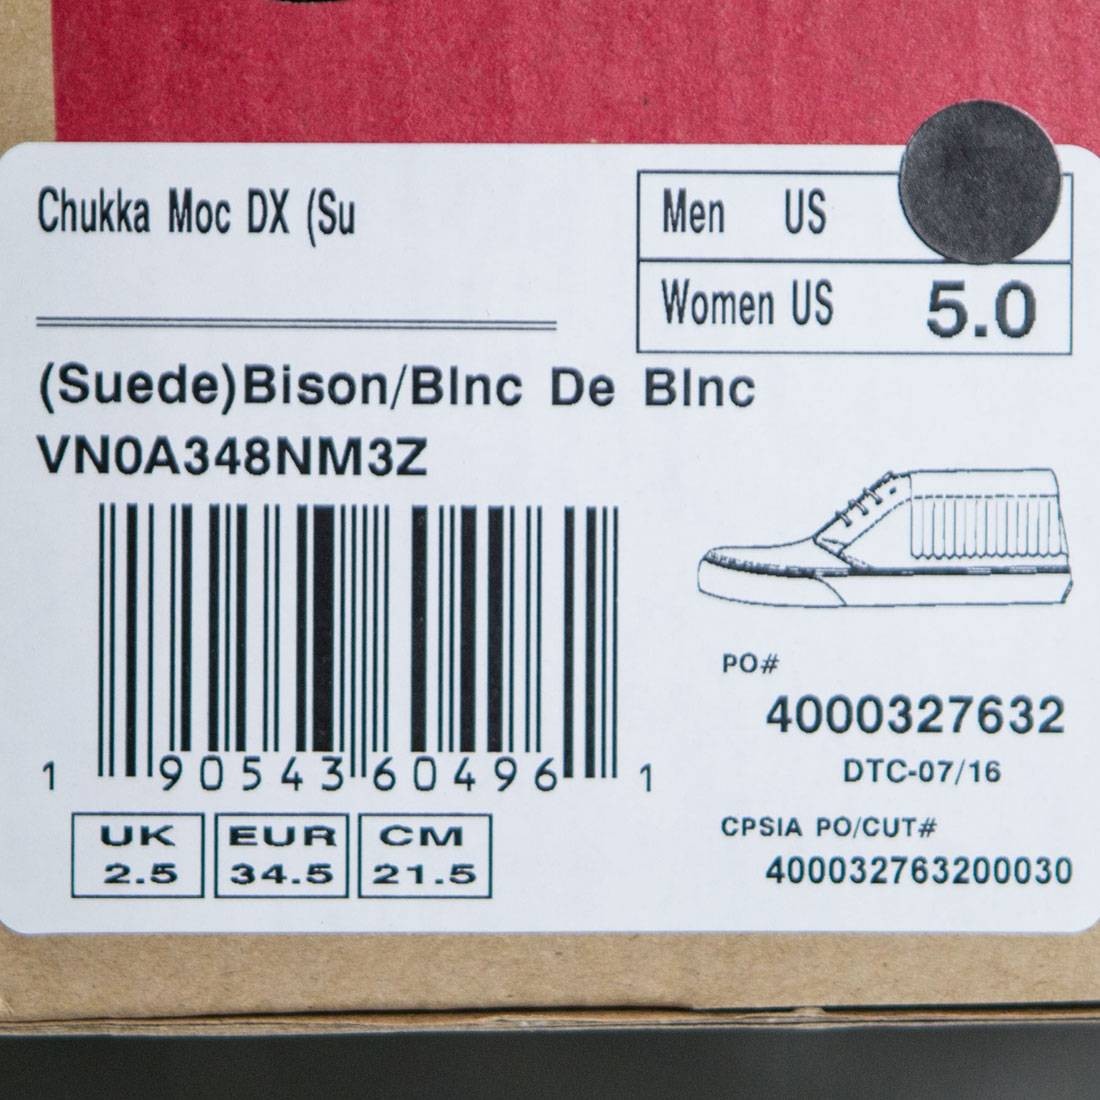 Chukka Moc DX (Su
Men US
Women US 5.0
(Suede)Bison/Blnc De Blnc
VN0A348NM3Z
1 90543 60496 1
PO#
4000327632
DTC-07/16
CPSIA PO/CUT#
400032763200030
UK EUR CM
2.5 34.5 21.5